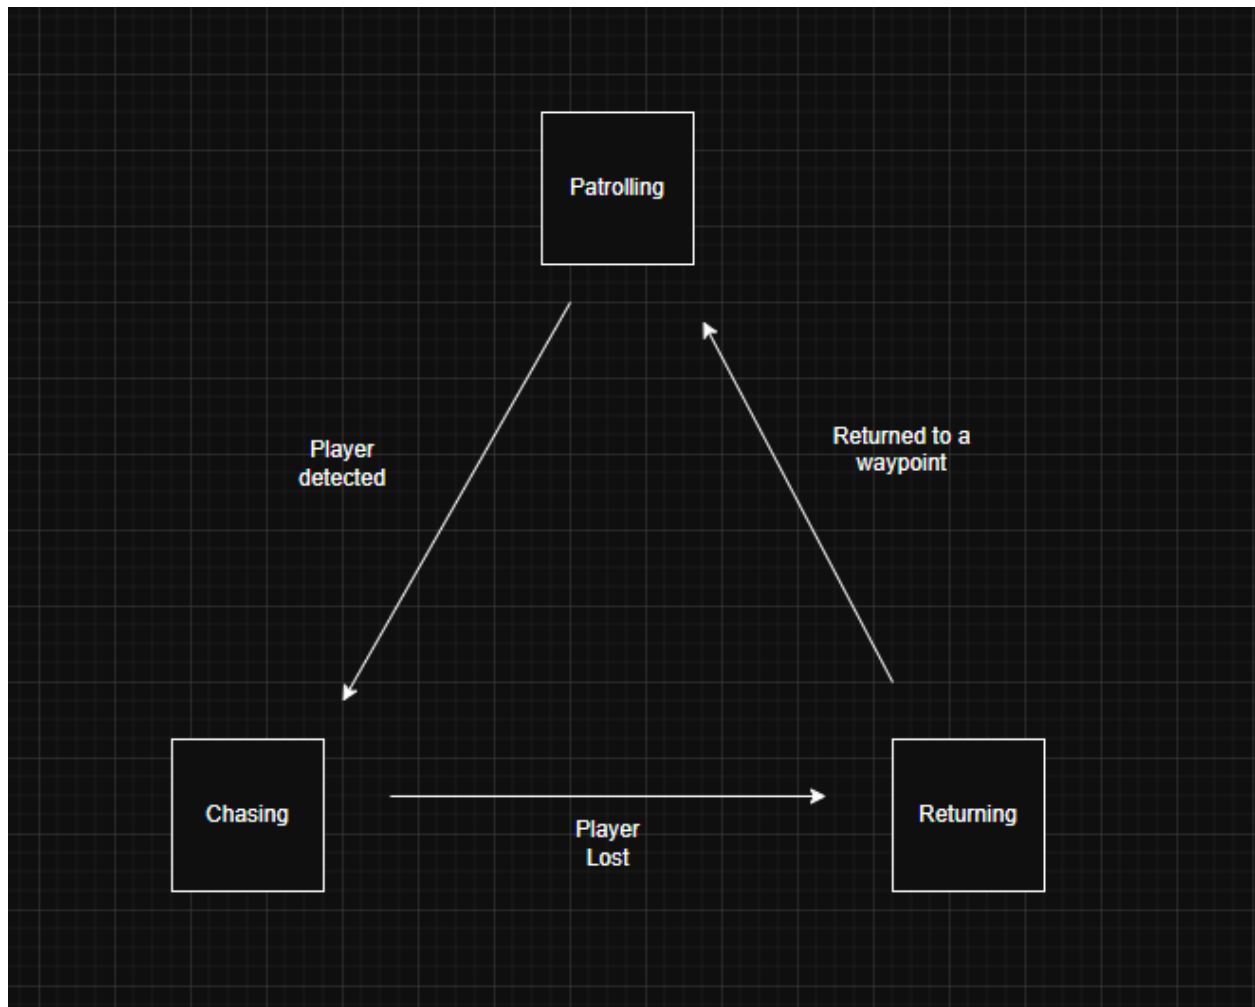 Patrolling
Player
detected
Returned to a
waypoint
Chasing
Player
Lost
Returning